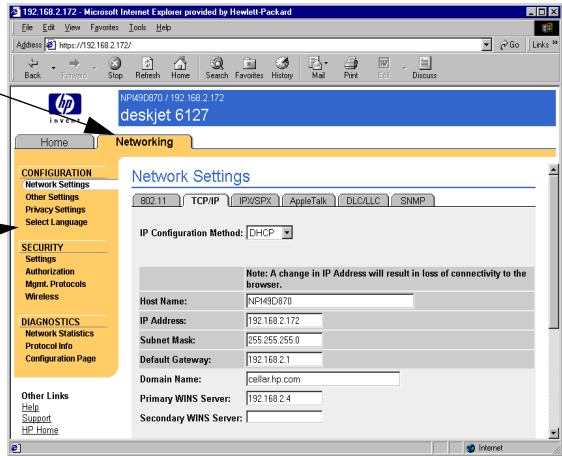 192.168.2.172 - Microsoft Internet Explorer provided by Hewlett-Packard
File Edit View Favorites Tools Help
Address https://192.168.2.172/ Go Links »
Back Forward Stop Refresh Home Search Favorites History Mail Print Edit Discuss
hp
invent
NPI49D870 / 192.168.2.172
deskjet 6127
Home Networking
CONFIGURATION
Network Settings
Other Settings
Privacy Settings
Select Language
SECURITY
Settings
Authorization
Mgmt. Protocols
Wireless
DIAGNOSTICS
Network Statistics
Protocol Info
Configuration Page
Other Links
Help
Support
HP Home
Network Settings
802.11 TCP/IP IPX/SPX AppleTalk DLC/LLC SNMP
IP Configuration Method: DHCP
Note: A change in IP Address will result in loss of connectivity to the
browser.
Host Name: NPI49D870
IP Address: 192.168.2.172
Subnet Mask: 255.255.255.0
Default Gateway: 192.168.2.1
Domain Name: cellar.hp.com
Primary WINS Server: 192.168.2.4
Secondary WINS Server:
Internet